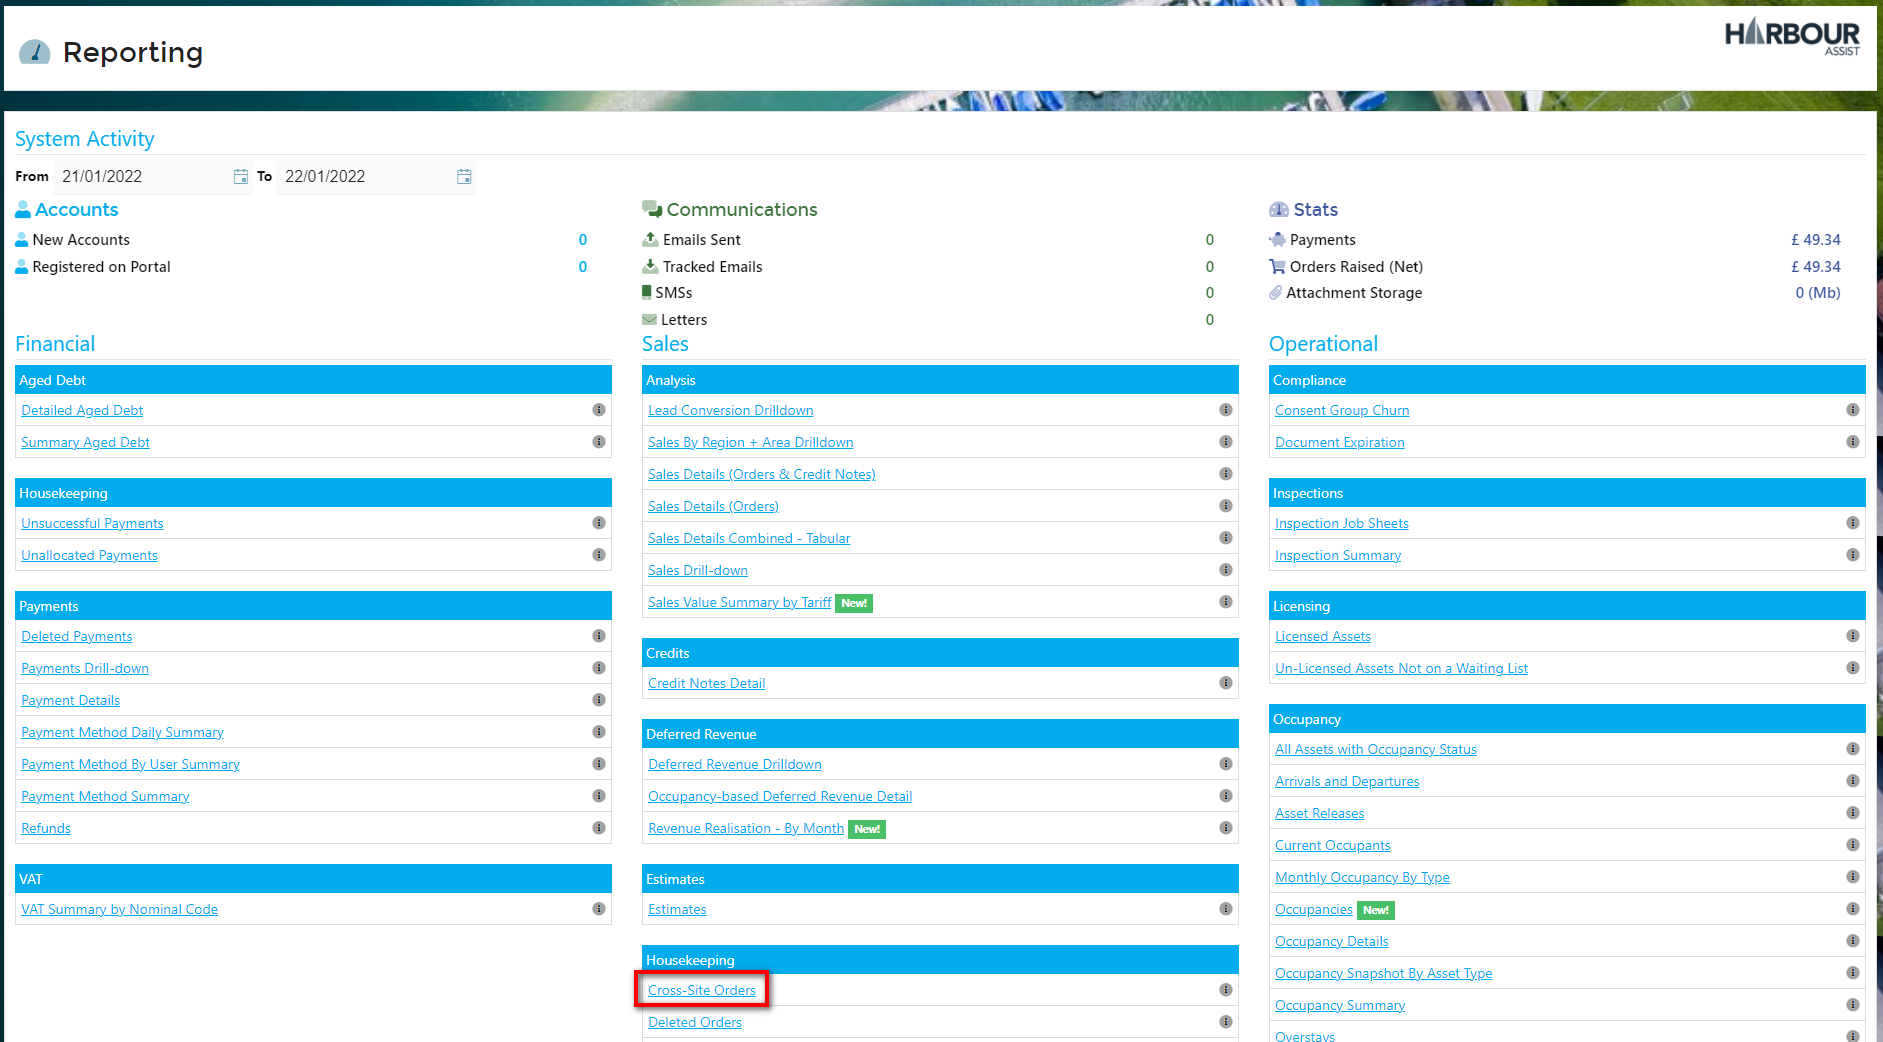 Reporting
HARBOUR
ASSIST
System Activity
From 21/01/2022 To 22/01/2022
Accounts
New Accounts 0
Registered on Portal 0
Communications
Emails Sent 0
Tracked Emails 0
SMSs 0
Letters 0
Stats
Payments £ 49.34
Orders Raised (Net) £ 49.34
Attachment Storage 0 (Mb)
Financial
Aged Debt
Detailed Aged Debt
Summary Aged Debt
Housekeeping
Unsuccessful Payments
Unallocated Payments
Payments
Deleted Payments
Payments Drill-down
Payment Details
Payment Method Daily Summary
Payment Method By User Summary
Payment Method Summary
Refunds
VAT
VAT Summary by Nominal Code
Sales
Analysis
Lead Conversion Drilldown
Sales By Region + Area Drilldown
Sales Details (Orders & Credit Notes)
Sales Details (Orders)
Sales Details Combined - Tabular
Sales Drill-down
Sales Value Summary by Tariff New!
Credits
Credit Notes Detail
Deferred Revenue
Deferred Revenue Drilldown
Occupancy-based Deferred Revenue Detail
Revenue Realisation - By Month New!
Estimates
Estimates
Housekeeping
Cross-Site Orders
Deleted Orders
Operational
Compliance
Consent Group Churn
Document Expiration
Inspections
Inspection Job Sheets
Inspection Summary
Licensing
Licensed Assets
Un-Licensed Assets Not on a Waiting List
Occupancy
All Assets with Occupancy Status
Arrivals and Departures
Asset Releases
Current Occupants
Monthly Occupancy By Type
Occupancies New!
Occupancy Details
Occupancy Snapshot By Asset Type
Occupancy Summary
Overstays